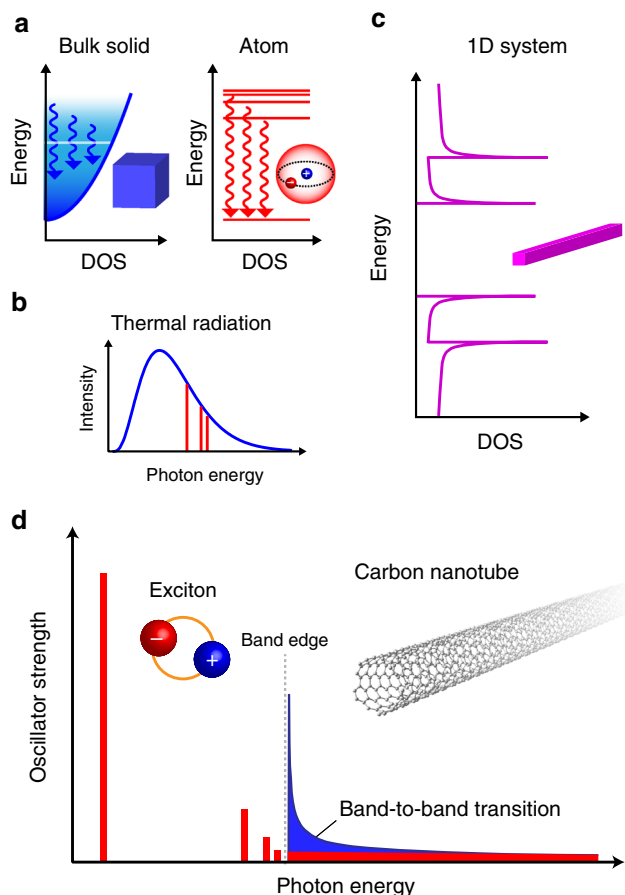 a
Bulk solid
Atom
Energy
DOS
Energy
−
+
DOS
b
Thermal radiation
Intensity
Photon energy
c
1D system
Energy
DOS
d
Exciton
−
+
Band edge
Carbon nanotube
Band-to-band transition
Oscillator strength
Photon energy